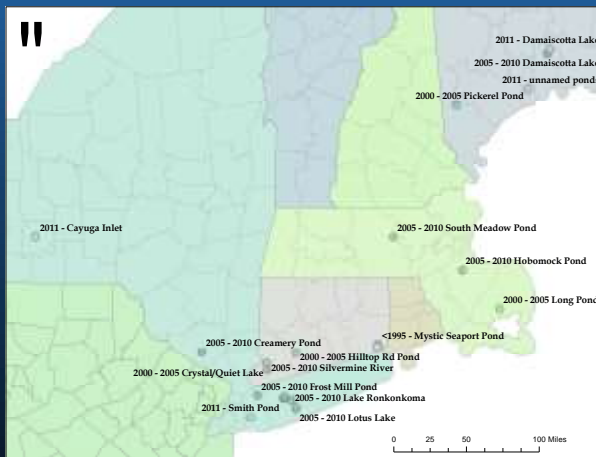 "
2011 - Damaiscotta Lake
2005 - 2010 Damaiscotta Lake
2011 - unnamed ponds
2000 - 2005 Pickerel Pond
2011 - Cayuga Inlet
2005 - 2010 South Meadow Pond
2005 - 2010 Hobomock Pond
2000 - 2005 Long Pond
<1995 - Mystic Seaport Pond
2005 - 2010 Creamery Pond
2000 - 2005 Hilltop Rd Pond
2000 - 2005 Crystal/Quiet Lake
2005 - 2010 Silvermine River
2005 - 2010 Frost Mill Pond
2005 - 2010 Lake Ronkonkoma
2011 - Smith Pond
2005 - 2010 Lotus Lake
0 25 50 100 Miles